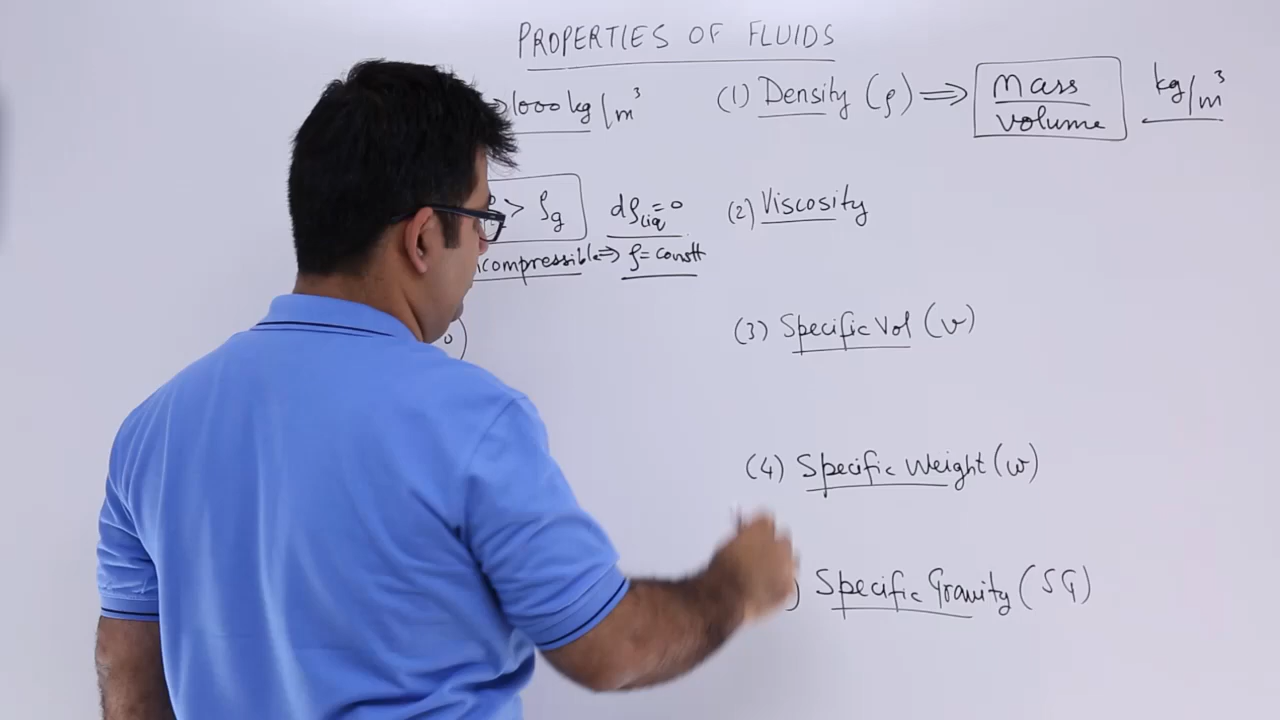 PROPERTIES OF FLUIDS
1000 kg/m³
(1) Density (ρ) ⟹ Mass
volume
kg/m³
> ρg
dρliq = 0
(2) Viscosity
compressible ⟹ ρ = constt
(3) Specific Vol (v)
(4) Specific Weight (w)
) Specific Gravity (SG)